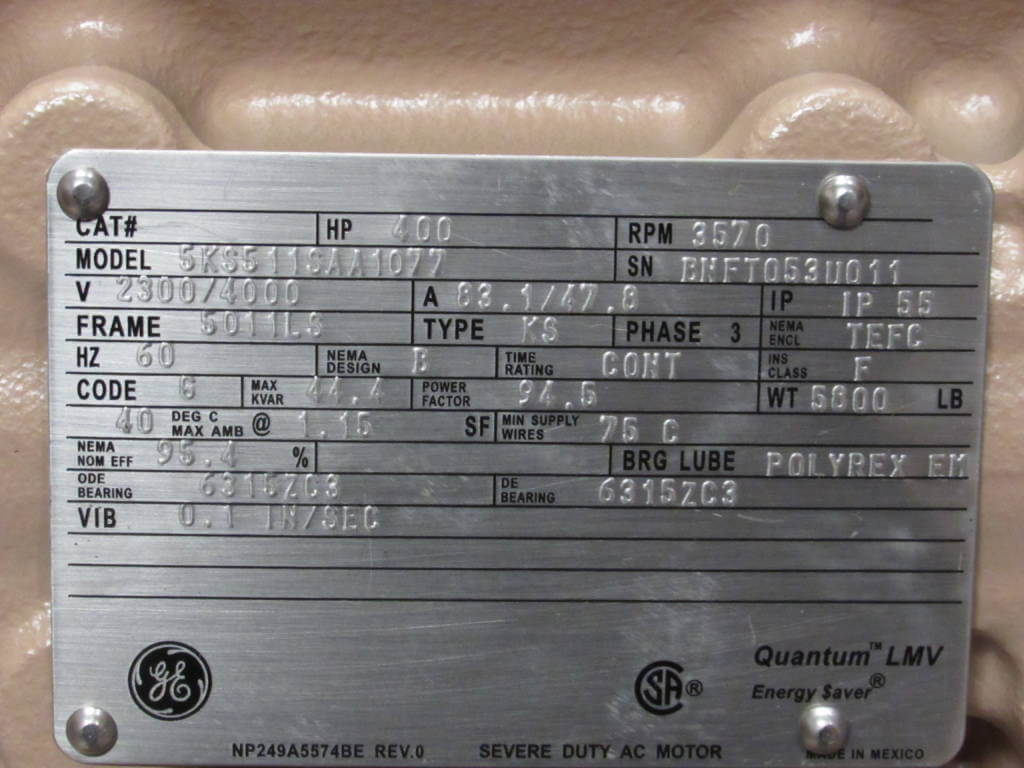 CAT# HP 400 RPM 3570
MODEL 5KS511SAA1077 SN BNFT053U011
V 2300/4000 A 83.1/47.8 IP IP 55
FRAME 5011LS TYPE KS PHASE 3 NEMA ENCL TEFC
HZ 60 NEMA DESIGN B TIME RATING CONT INS CLASS F
CODE G MAX KVAR 44.4 POWER FACTOR 94.5 WT 5800 LB
40 DEG C MAX AMB @ 1.15 SF MIN SUPPLY WIRES 75 C
NEMA NOM EFF 95.4 % BRG LUBE POLYREX EM
ODE BEARING 6315ZC3 DE BEARING 6315ZC3
VIB 0.1 IN/SEC
GE SA® Quantum™ LMV
Energy $aver®
NP249A5574BE REV.0 SEVERE DUTY AC MOTOR MADE IN MEXICO